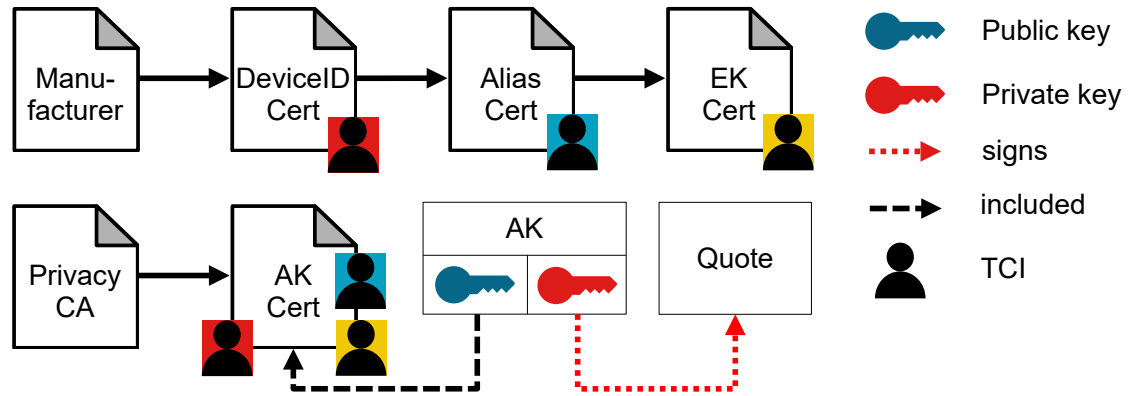 Manu-
facturer
DeviceID
Cert
Alias
Cert
EK
Cert
Privacy
CA
AK
Cert
AK
Quote
Public key
Private key
signs
included
TCI